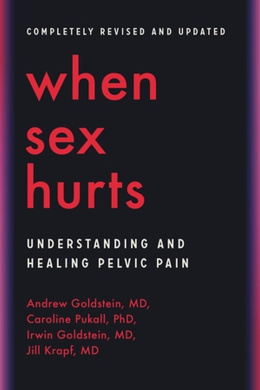 COMPLETELY REVISED AND UPDATED
when
sex
hurts
UNDERSTANDING AND
HEALING PELVIC PAIN
Andrew Goldstein, MD,
Caroline Pukall, PhD,
Irwin Goldstein, MD,
Jill Krapf, MD